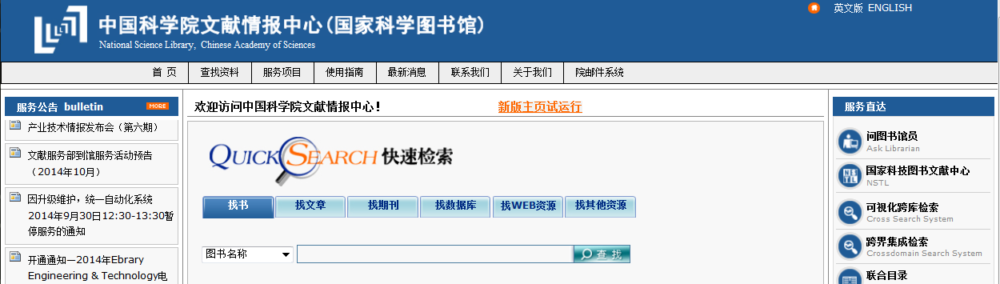 中国科学院文献情报中心(国家科学图书馆)
National Science Library, Chinese Academy of Sciences
英文版 ENGLISH
首 页 查找资料 服务项目 使用指南 最新消息 联系我们 关于我们 院邮件系统
服务公告 bulletin MORE
产业技术情报发布会（第六期）
文献服务部到馆服务活动预告
（2014年10月）
因升级维护，统一自动化系统
2014年9月30日12:30-13:30暂
停服务的通知
开通通知—2014年Ebrary
Engineering & Technology电
欢迎访问中国科学院文献情报中心！ 新版主页试运行
QUICK SEARCH 快速检索
找书 找文章 找期刊 找数据库 找WEB资源 找其他资源
图书名称 查 找
服务直达
问图书馆员
Ask Librarian
国家科技图书文献中心
NSTL
可视化跨库检索
Cross Search System
跨界集成检索
Crossdomain Search System
联合目录